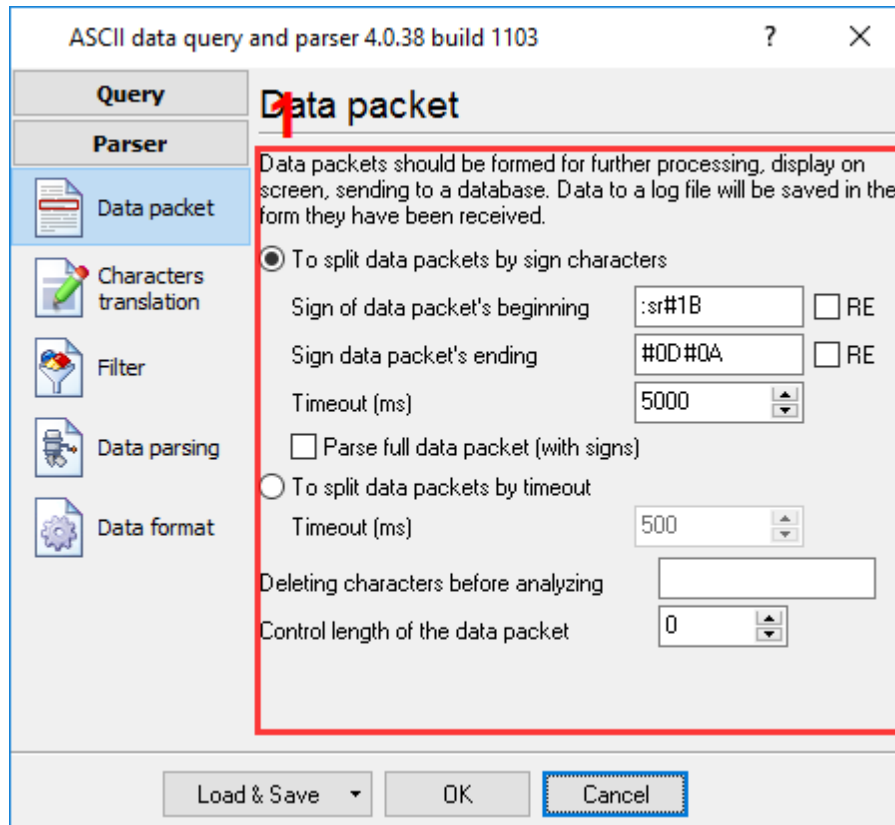 ASCII data query and parser 4.0.38 build 1103
?
Query
Parser
Data packet
Characters
translation
Filter
Data parsing
Data format
Data packet
1
Data packets should be formed for further processing, display on
screen, sending to a database. Data to a log file will be saved in the
form they have been received.
To split data packets by sign characters
Sign of data packet's beginning :sr#1B RE
Sign data packet's ending #0D#0A RE
Timeout (ms) 5000
Parse full data packet (with signs)
To split data packets by timeout
Timeout (ms) 500
Deleting characters before analyzing
Control length of the data packet 0
Load & Save OK Cancel